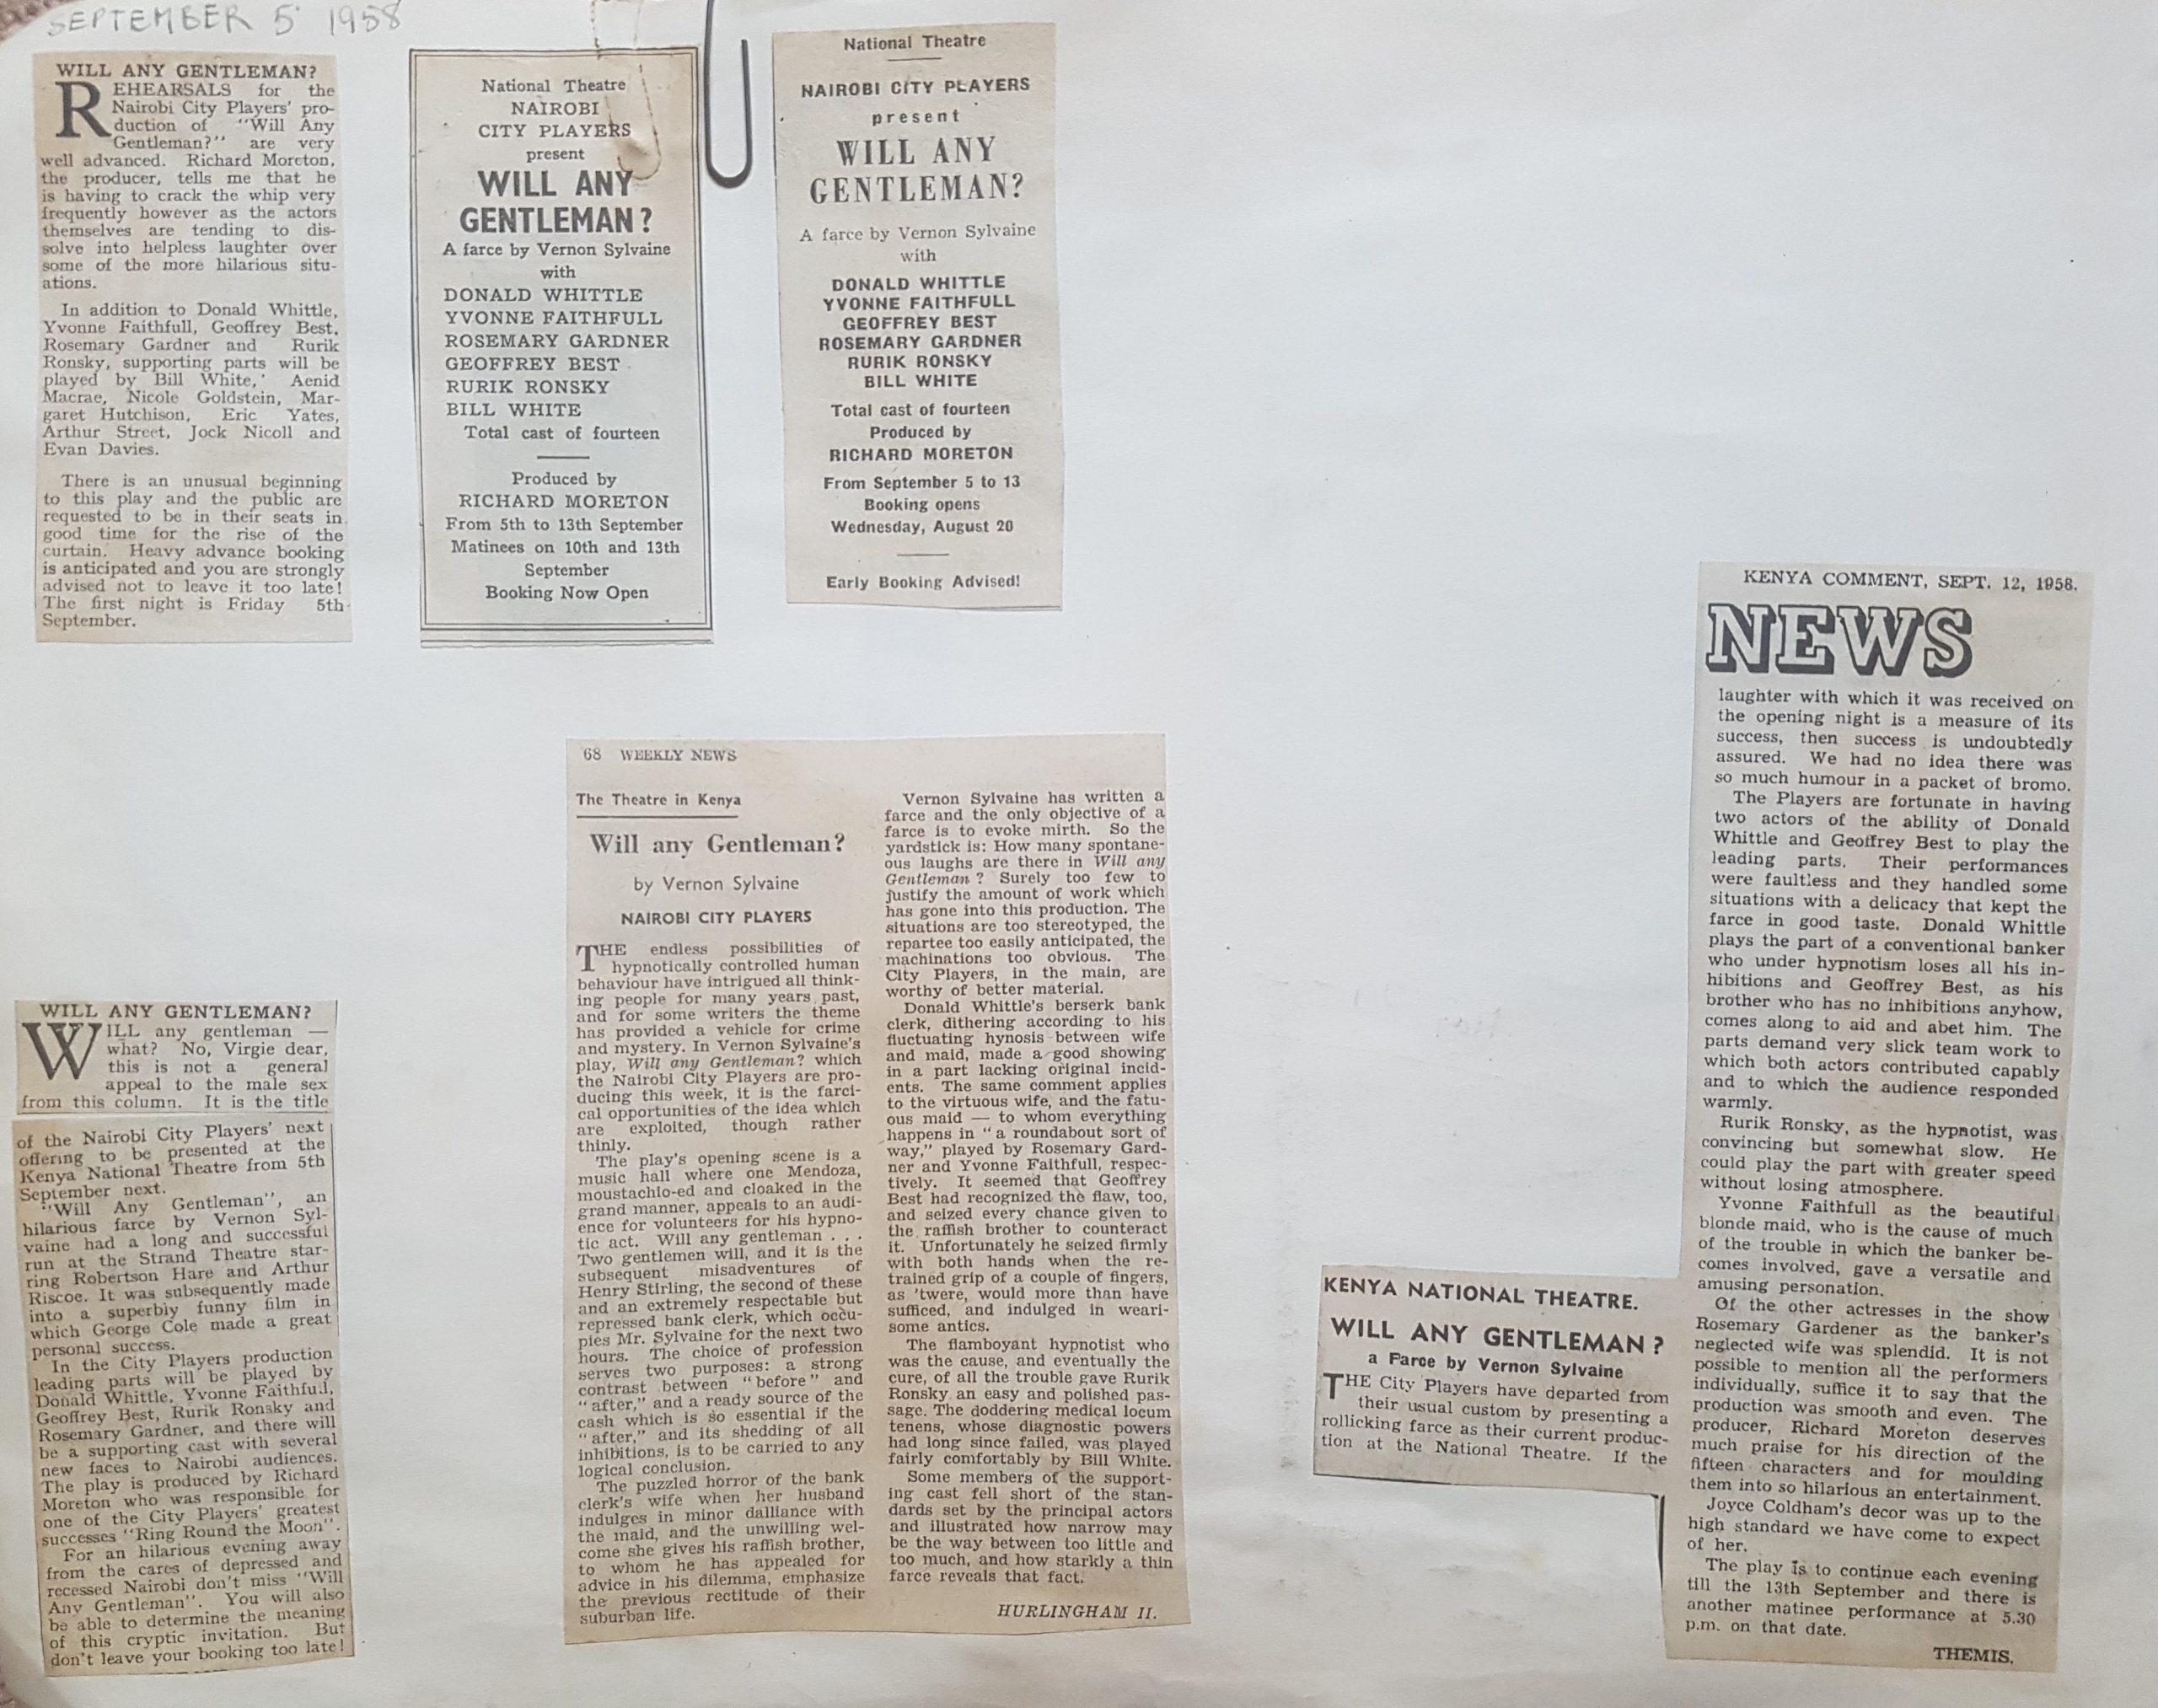 SEPTEMBER 5 1958
WILL ANY GENTLEMAN?
REHEARSALS for the
Nairobi City Players' pro-
duction of "Will Any
Gentleman?" are very
well advanced. Richard Moreton,
the producer, tells me that he
is having to crack the whip very
frequently however as the actors
themselves are tending to dis-
solve into helpless laughter over
some of the more hilarious situ-
ations.
In addition to Donald Whittle,
Yvonne Faithfull, Geoffrey Best,
Rosemary Gardner and Rurik
Ronsky, supporting parts will be
played by Bill White, Aenid
Macrae, Nicole Goldstein, Mar-
garet Hutchison, Eric Yates,
Arthur Street, Jock Nicoll and
Evan Davies.
There is an unusual beginning
to this play and the public are
requested to be in their seats in
good time for the rise of the
curtain. Heavy advance booking
is anticipated and you are strongly
advised not to leave it too late!
The first night is Friday 5th
September.
National Theatre
NAIROBI
CITY PLAYERS
present
WILL ANY
GENTLEMAN?
A farce by Vernon Sylvaine
with
DONALD WHITTLE
YVONNE FAITHFULL
ROSEMARY GARDNER
GEOFFREY BEST
RURIK RONSKY
BILL WHITE
Total cast of fourteen
Produced by
RICHARD MORETON
From 5th to 13th September
Matinees on 10th and 13th
September
Booking Now Open
National Theatre
NAIROBI CITY PLAYERS
present
WILL ANY
GENTLEMAN?
A farce by Vernon Sylvaine
with
DONALD WHITTLE
YVONNE FAITHFULL
GEOFFREY BEST
ROSEMARY GARDNER
RURIK RONSKY
BILL WHITE
Total cast of fourteen
Produced by
RICHARD MORETON
From September 5 to 13
Booking opens
Wednesday, August 20
Early Booking Advised!
WILL ANY GENTLEMAN?
WILL any gentleman —
what? No, Virgie dear,
this is not a general
appeal to the male sex
from this column. It is the title
of the Nairobi City Players' next
offering to be presented at the
Kenya National Theatre from 5th
September next.
"Will Any Gentleman", an
hilarious farce by Vernon Syl-
vaine had a long and successful
run at the Strand Theatre star-
ring Robertson Hare and Arthur
Riscoe. It was subsequently made
into a superbly funny film in
which George Cole made a great
personal success.
In the City Players production
leading parts will be played by
Donald Whittle, Yvonne Faithfull,
Geoffrey Best, Rurik Ronsky and
Rosemary Gardner, and there will
be a supporting cast with several
new faces to Nairobi audiences.
The play is produced by Richard
Moreton who was responsible for
one of the City Players' greatest
successes "Ring Round the Moon".
For an hilarious evening away
from the cares of depressed and
recessed Nairobi don't miss "Will
Any Gentleman". You will also
be able to determine the meaning
of this cryptic invitation. But
don't leave your booking too late!
68 WEEKLY NEWS
The Theatre in Kenya
Will any Gentleman?
by Vernon Sylvaine
NAIROBI CITY PLAYERS
THE endless possibilities of
hypnotically controlled human
behaviour have intrigued all think-
ing people for many years past,
and for some writers the theme
has provided a vehicle for crime
and mystery. In Vernon Sylvaine's
play, Will any Gentleman? which
the Nairobi City Players are pro-
ducing this week, it is the farci-
cal opportunities of the idea which
are exploited, though rather
thinly.
The play's opening scene is a
music hall where one Mendoza,
moustachio-ed and cloaked in the
grand manner, appeals to an audi-
ence for volunteers for his hypno-
tic act. Will any gentleman . . .
Two gentlemen will, and it is the
subsequent misadventures of
Henry Stirling, the second of these
and an extremely respectable but
repressed bank clerk, which occu-
pies Mr. Sylvaine for the next two
hours. The choice of profession
serves two purposes: a strong
contrast between "before" and
"after," and a ready source of the
cash which is so essential if the
"after," and its shedding of all
inhibitions, is to be carried to any
logical conclusion.
The puzzled horror of the bank
clerk's wife when her husband
indulges in minor dalliance with
the maid, and the unwilling wel-
come she gives his raffish brother,
to whom he has appealed for
advice in his dilemma, emphasize
the previous rectitude of their
suburban life.
Vernon Sylvaine has written a
farce and the only objective of a
farce is to evoke mirth. So the
yardstick is: How many spontane-
ous laughs are there in Will any
Gentleman? Surely too few to
justify the amount of work which
has gone into this production. The
situations are too stereotyped, the
repartee too easily anticipated, the
machinations too obvious. The
City Players, in the main, are
worthy of better material.
Donald Whittle's berserk bank
clerk, dithering according to his
fluctuating hynosis between wife
and maid, made a good showing
in a part lacking original incid-
ents. The same comment applies
to the virtuous wife, and the fatu-
ous maid — to whom everything
happens in "a roundabout sort of
way," played by Rosemary Gard-
ner and Yvonne Faithfull, respec-
tively. It seemed that Geoffrey
Best had recognized the flaw, too,
and seized every chance given to
the raffish brother to counteract
it. Unfortunately he seized firmly
with both hands when the re-
trained grip of a couple of fingers,
as 'twere, would more than have
sufficed, and indulged in weari-
some antics.
The flamboyant hypnotist who
was the cause, and eventually the
cure, of all the trouble gave Rurik
Ronsky an easy and polished pas-
sage. The doddering medical locum
tenens, whose diagnostic powers
had long since failed, was played
fairly comfortably by Bill White.
Some members of the support-
ing cast fell short of the stan-
dards set by the principal actors
and illustrated how narrow may
be the way between too little and
too much, and how starkly a thin
farce reveals that fact.
HURLINGHAM II.
KENYA NATIONAL THEATRE.
WILL ANY GENTLEMAN?
a Farce by Vernon Sylvaine
THE City Players have departed from
their usual custom by presenting a
rollicking farce as their current produc-
tion at the National Theatre. If the
KENYA COMMENT, SEPT. 12, 1958.
NEWS
laughter with which it was received on
the opening night is a measure of its
success, then success is undoubtedly
assured. We had no idea there was
so much humour in a packet of bromo.
The Players are fortunate in having
two actors of the ability of Donald
Whittle and Geoffrey Best to play the
leading parts. Their performances
were faultless and they handled some
situations with a delicacy that kept the
farce in good taste. Donald Whittle
plays the part of a conventional banker
who under hypnotism loses all his in-
hibitions and Geoffrey Best, as his
brother who has no inhibitions anyhow,
comes along to aid and abet him. The
parts demand very slick team work to
which both actors contributed capably
and to which the audience responded
warmly.
Rurik Ronsky, as the hypnotist, was
convincing but somewhat slow. He
could play the part with greater speed
without losing atmosphere.
Yvonne Faithfull as the beautiful
blonde maid, who is the cause of much
of the trouble in which the banker be-
comes involved, gave a versatile and
amusing personation.
Of the other actresses in the show
Rosemary Gardener as the banker's
neglected wife was splendid. It is not
possible to mention all the performers
individually, suffice it to say that the
production was smooth and even. The
producer, Richard Moreton deserves
much praise for his direction of the
fifteen characters and for moulding
them into so hilarious an entertainment.
Joyce Coldham's decor was up to the
high standard we have come to expect
of her.
The play is to continue each evening
till the 13th September and there is
another matinee performance at 5.30
p.m. on that date.
THEMIS.